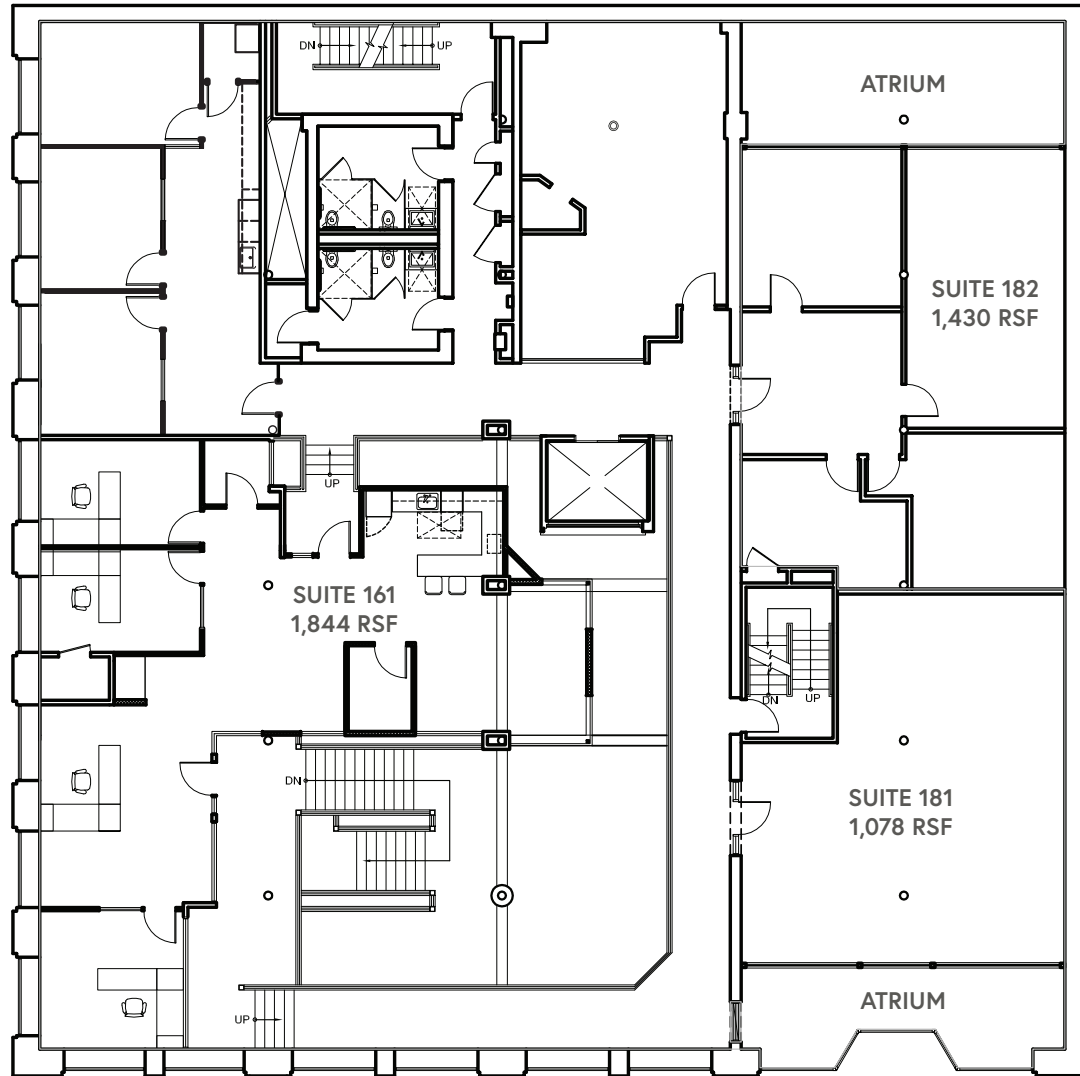 DN
UP
ATRIUM
SUITE 182
1,430 RSF
UP
SUITE 161
1,844 RSF
DN
UP
DN
SUITE 181
1,078 RSF
ATRIUM
UP